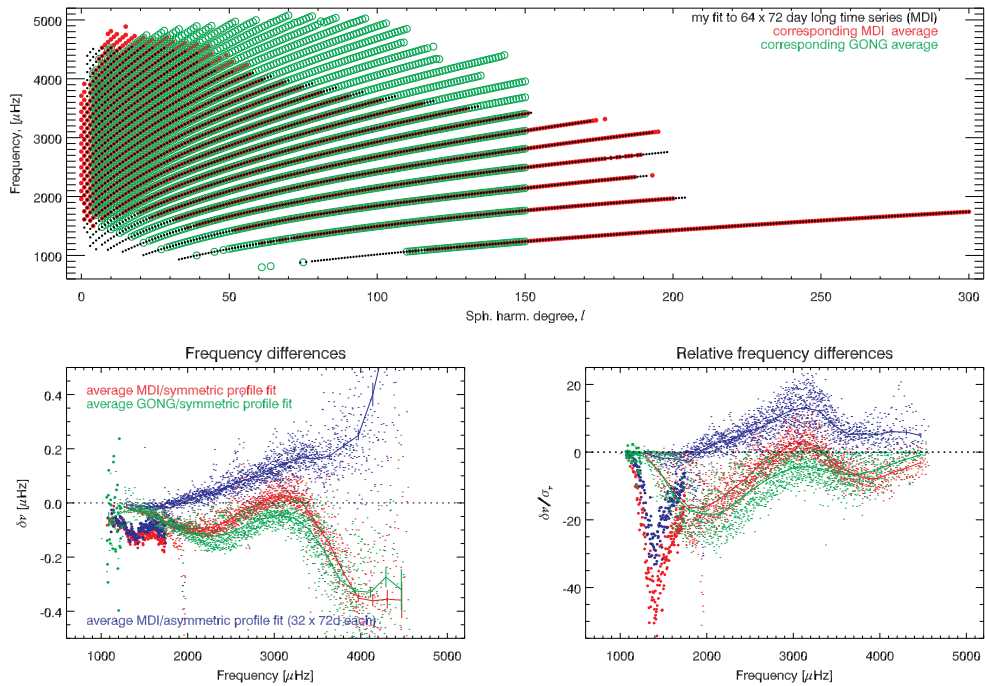 my fit to 64 x 72 day long time series (MDI)
corresponding MDI average
corresponding GONG average
5000
4000
3000
2000
1000
Frequency, [μHz]
0 50 100 150 200 250 300
Sph. harm. degree, l
Frequency differences
average MDI/symmetric profile fit
average GONG/symmetric profile fit
0.4
0.2
0.0
-0.2
-0.4
δν [μHz]
average MDI/asymmetric profile fit (32 x 72d each)
1000 2000 3000 4000 5000
Frequency [μHz]
Relative frequency differences
20
0
-20
-40
δν/σν
1000 2000 3000 4000 5000
Frequency [μHz]